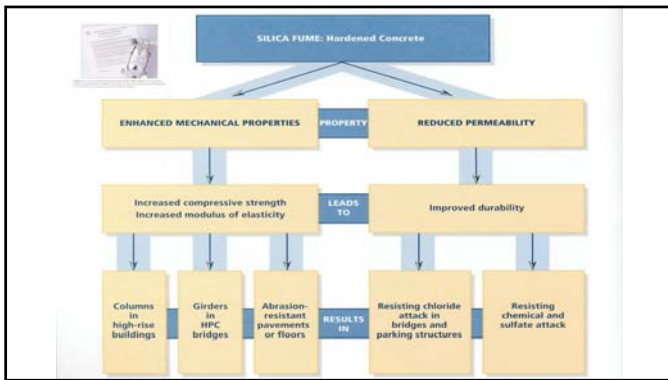 SILICA FUME: Hardened Concrete
ENHANCED MECHANICAL PROPERTIES
PROPERTY
REDUCED PERMEABILITY
Increased compressive strength
Increased modulus of elasticity
LEADS
TO
Improved durability
Columns
in
high-rise
buildings
Girders
in HPC
bridges
Abrasion-
resistant
pavements
or floors
RESULTS
IN
Resisting chloride
attack in
bridges and
parking structures
Resisting
chemical and
sulfate attack